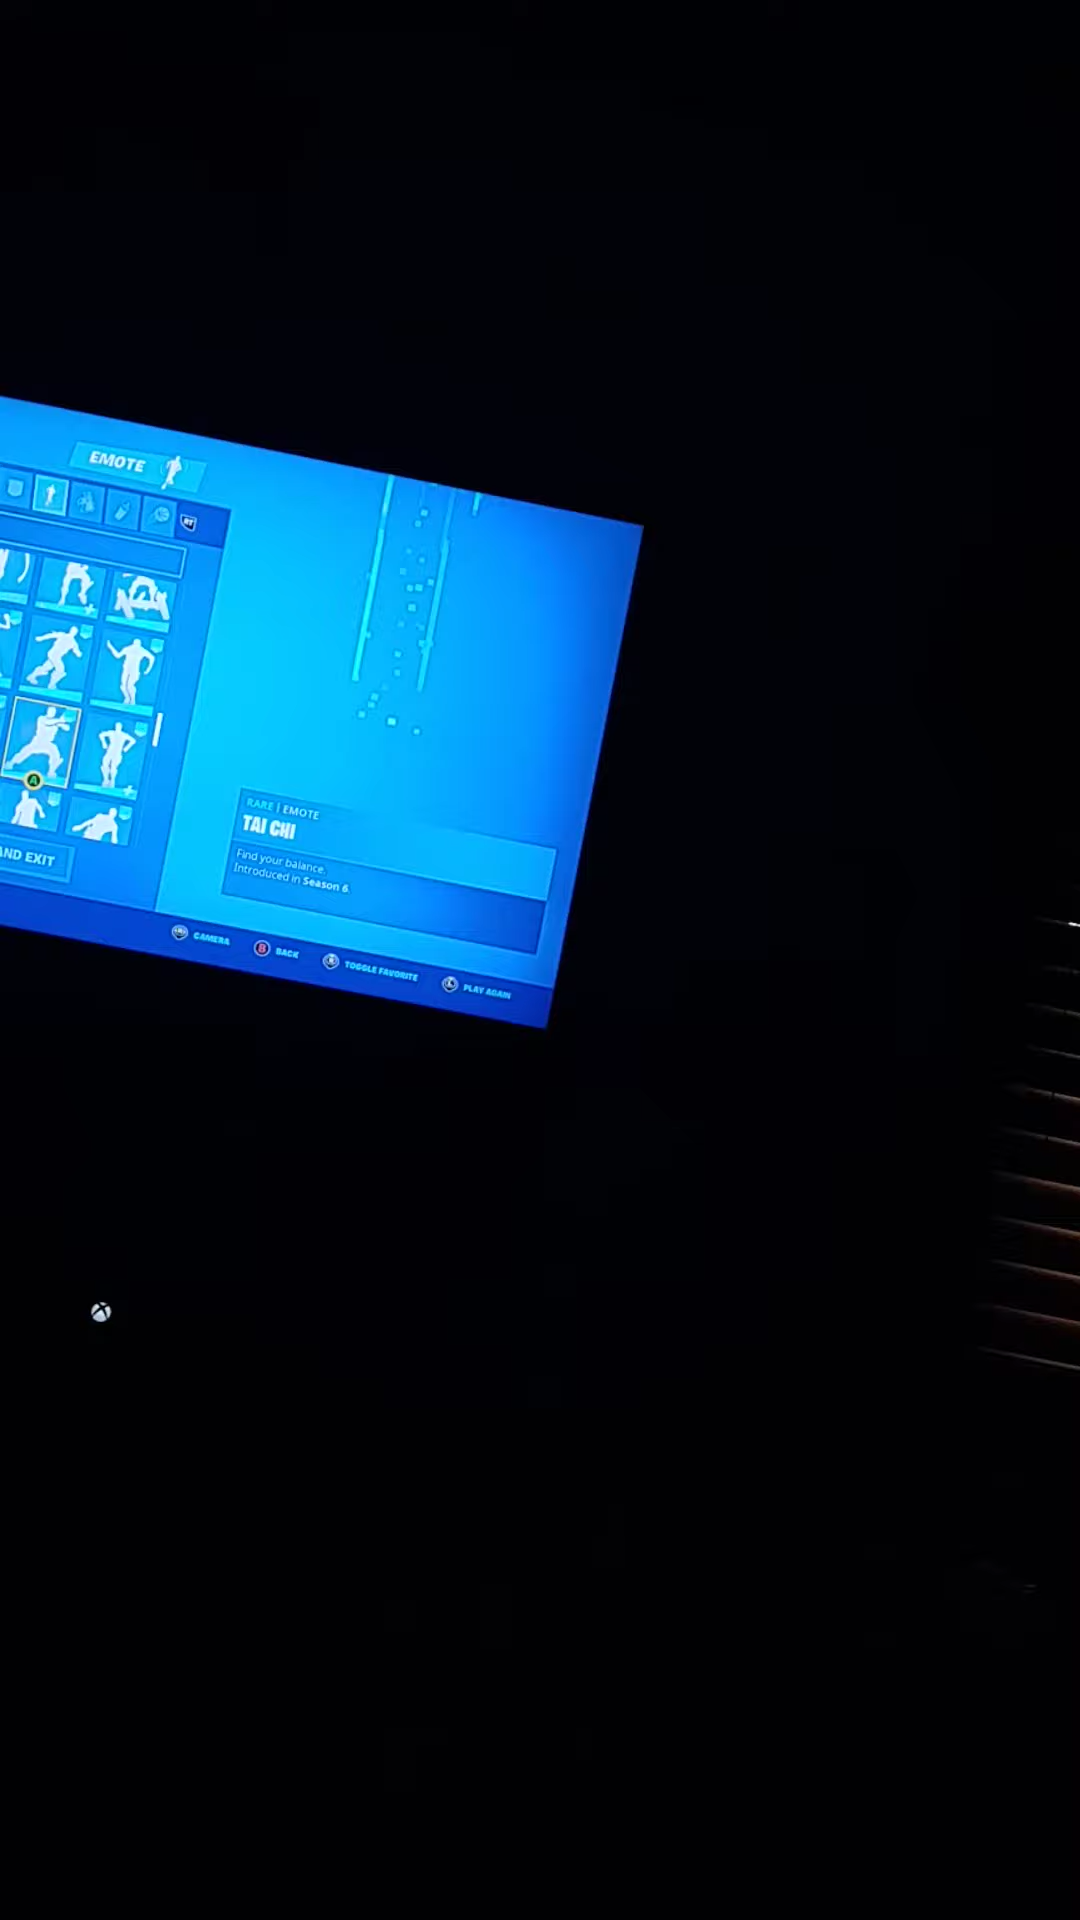 EMOTE
RT
A
AND EXIT
RARE | EMOTE
TAI CHI
Find your balance.
Introduced in Season 6.
CAMERA
B BACK
TOGGLE FAVORITE
PLAY AGAIN